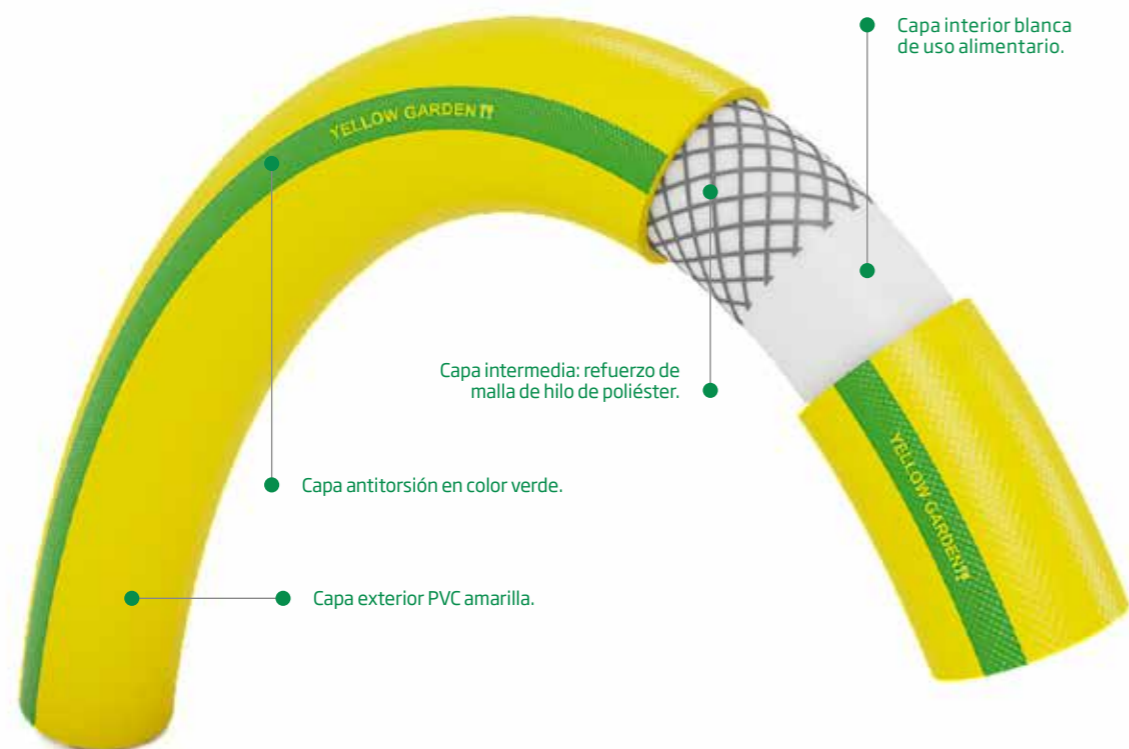 Capa interior blanca
de uso alimentario.
YELLOW GARDEN
Capa intermedia: refuerzo de
malla de hilo de poliéster.
YELLOW GARDEN
Capa antitorsión en color verde.
Capa exterior PVC amarilla.